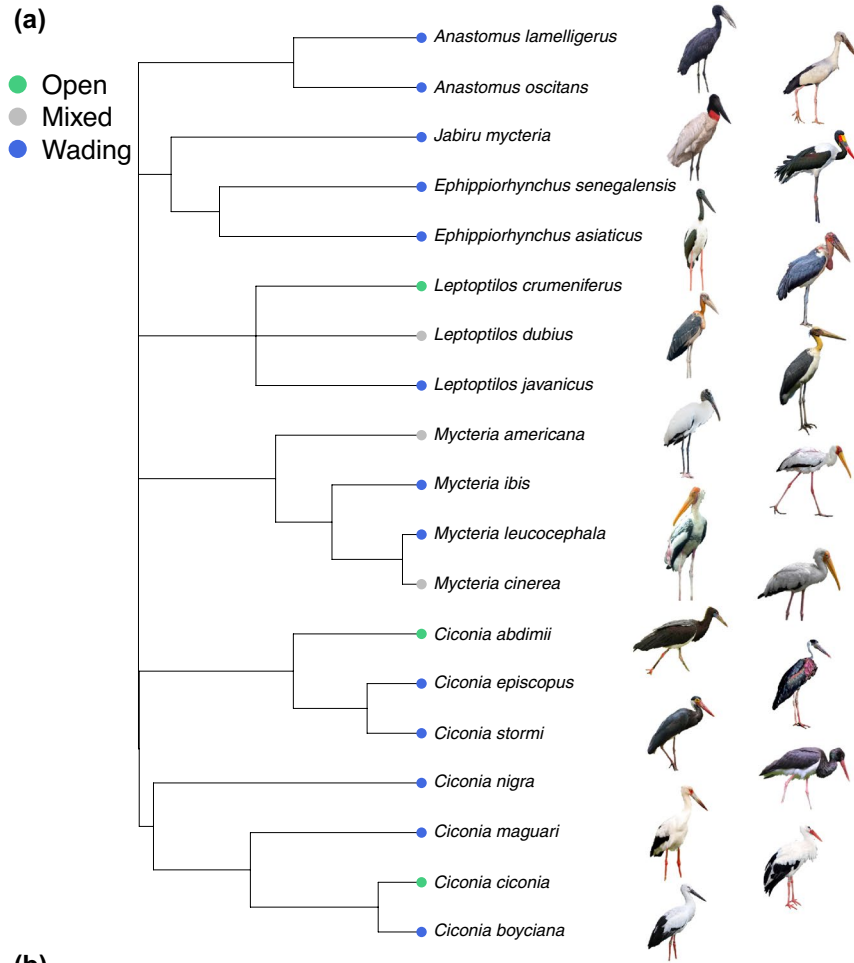 (a)
Open
Mixed
Wading
Anastomus lamelligerus
Anastomus oscitans
Jabiru mycteria
Ephippiorhynchus senegalensis
Ephippiorhynchus asiaticus
Leptoptilos crumeniferus
Leptoptilos dubius
Leptoptilos javanicus
Mycteria americana
Mycteria ibis
Mycteria leucocephala
Mycteria cinerea
Ciconia abdimii
Ciconia episcopus
Ciconia stormi
Ciconia nigra
Ciconia maguari
Ciconia ciconia
Ciconia boyciana
(b)